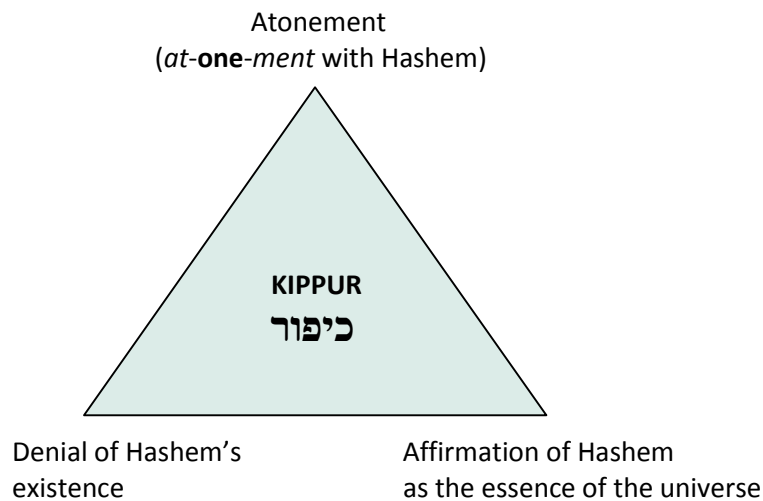 Atonement
(at-one-ment with Hashem)
KIPPUR
כיפור
Denial of Hashem’s
existence
Affirmation of Hashem
as the essence of the universe